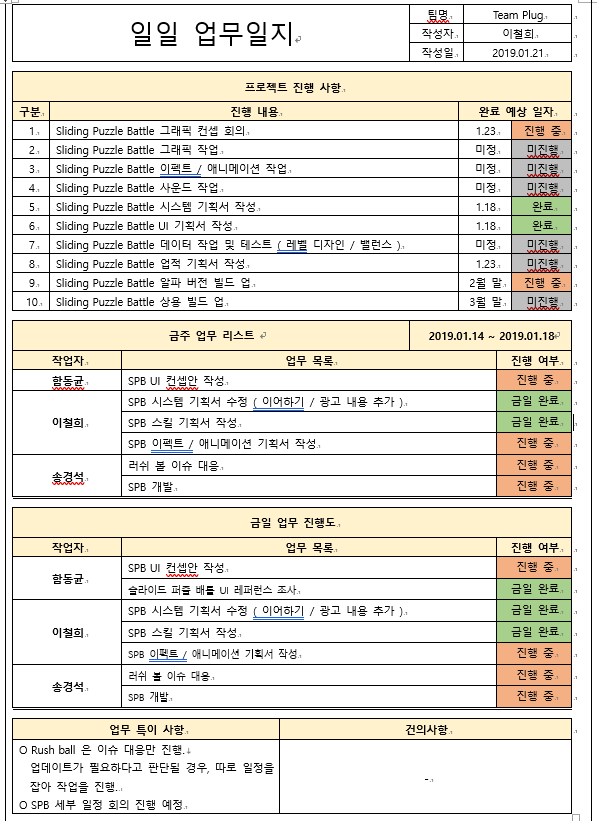 일일 업무일지
팀명 Team Plug
작성자 이철희
작성일 2019.01.21
프로젝트 진행 사항
구분 진행 내용 완료 예상 일자
1. Sliding Puzzle Battle 그래픽 컨셉 회의 1.23 진행 중
2. Sliding Puzzle Battle 그래픽 작업 미정 미진행
3. Sliding Puzzle Battle 이펙트 / 애니메이션 작업 미정 미진행
4. Sliding Puzzle Battle 사운드 작업 미정 미진행
5 Sliding Puzzle Battle 시스템 기획서 작성 1.18 완료
6. Sliding Puzzle Battle UI 기획서 작성 1.18 완료
7. Sliding Puzzle Battle 데이터 작업 및 테스트 ( 레벨 디자인 / 밸런스 ) 미정 미진행
8 Sliding Puzzle Battle 업적 기획서 작성 1.23 미진행
9 Sliding Puzzle Battle 알파 버전 빌드 업 2월 말 진행 중
10 Sliding Puzzle Battle 상용 빌드 업 3월 말 미진행
금주 업무 리스트 2019.01.14 ~ 2019.01.18
작업자 업무 목록 진행 여부
함동균 SPB UI 컨셉안 작성 진행 중
이철희 SPB 시스템 기획서 수정 ( 이어하기 / 광고 내용 추가 ) 금일 완료
SPB 스킬 기획서 작성 금일 완료
SPB 이펙트 / 애니메이션 기획서 작성 진행 중
송경석 러쉬 볼 이슈 대응 진행 중
SPB 개발 진행 중
금일 업무 진행도
작업자 업무 목록 진행 여부
함동균 SPB UI 컨셉안 작성 진행 중
슬라이드 퍼즐 배틀 UI 레퍼런스 조사 금일 완료
이철희 SPB 시스템 기획서 수정 ( 이어하기 / 광고 내용 추가 ) 금일 완료
SPB 스킬 기획서 작성 금일 완료
SPB 이펙트 / 애니메이션 기획서 작성 진행 중
송경석 러쉬 볼 이슈 대응 진행 중
SPB 개발 진행 중
업무 특이 사항 건의사항
O Rush ball 은 이슈 대응만 진행.
업데이트가 필요하다고 판단될 경우, 따로 일정을
잡아 작업을 진행.
O SPB 세부 일정 회의 진행 예정.
-